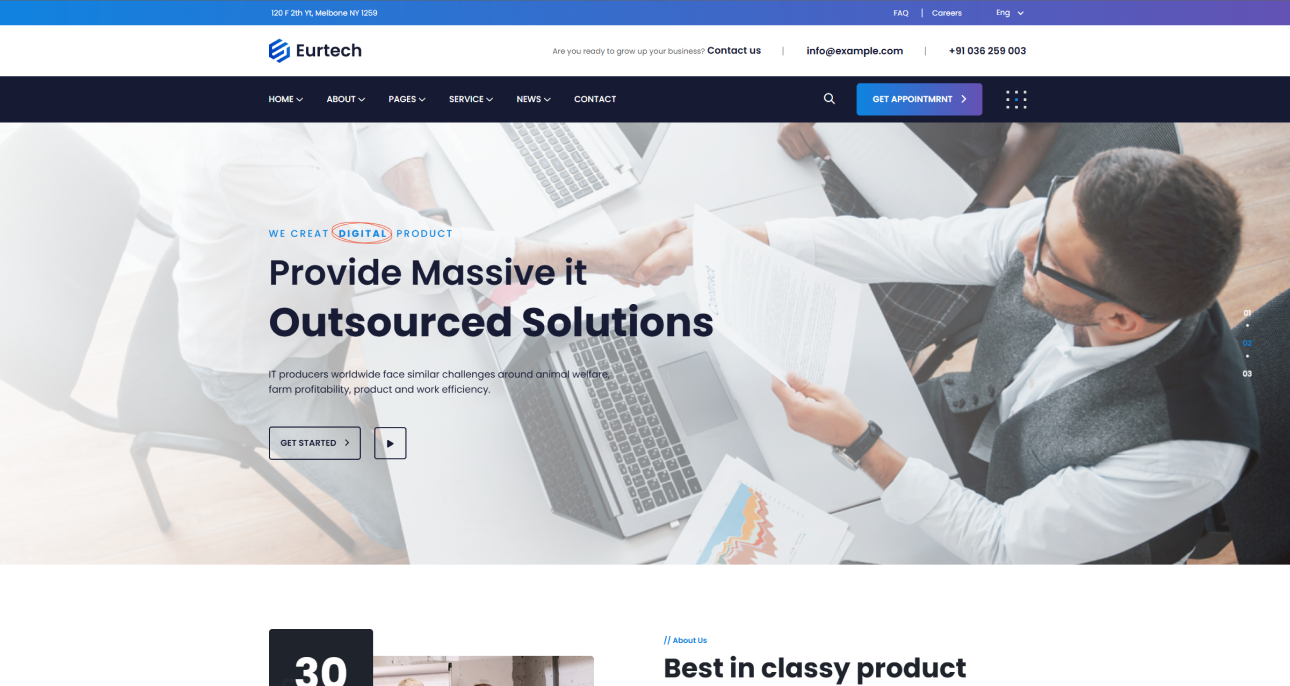 120 F 2th Yt, Melbone NY 1259
FAQ | Careers
Eng
Eurtech
Are you ready to grow up your business? Contact us | info@example.com | +91 036 259 003
HOME ABOUT PAGES SERVICE NEWS CONTACT
GET APPOINTMRNT
WE CREAT DIGITAL PRODUCT
Provide Massive it
Outsourced Solutions
IT producers worldwide face similar challenges around animal welfare,
farm profitability, product and work efficiency.
GET STARTED
01
02
03
30
// About Us
Best in classy product